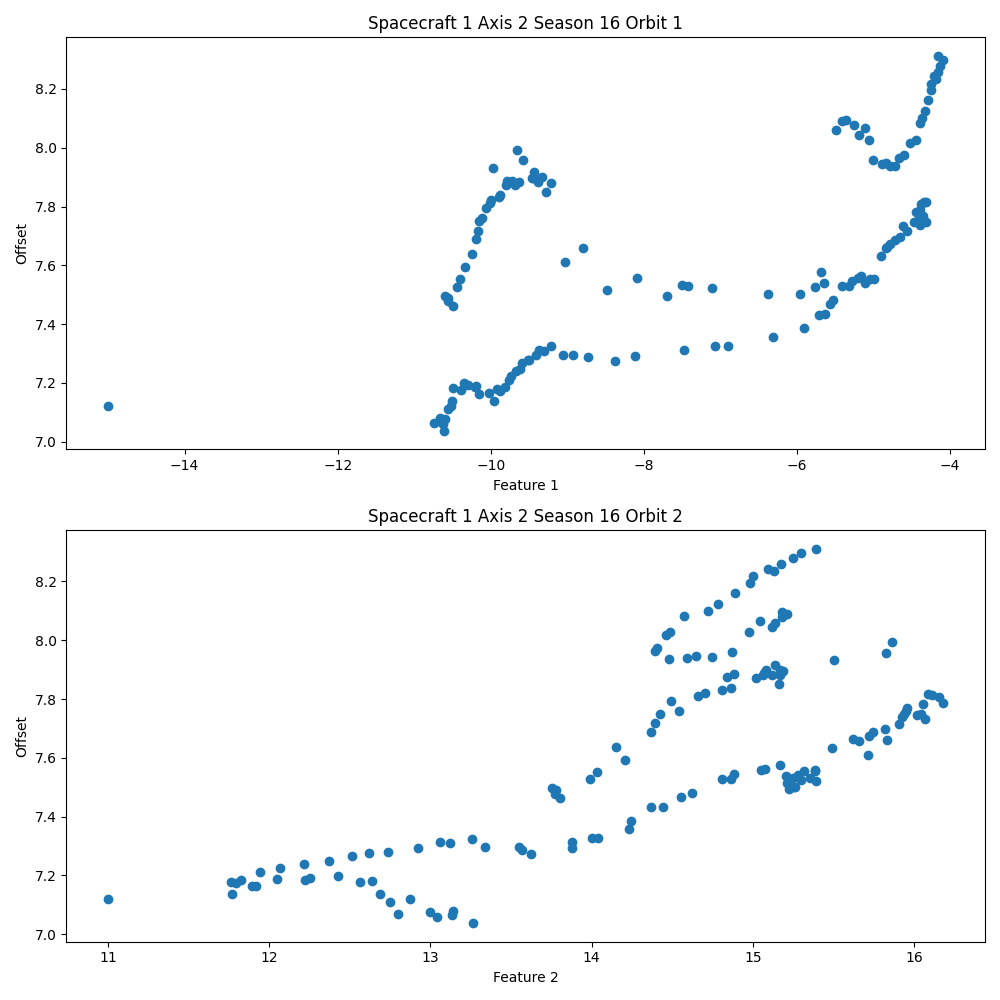 Spacecraft 1 Axis 2 Season 16 Orbit 1
8.2
8.0
7.8
7.6
7.4
7.2
7.0
Offset
−14 −12 −10 −8 −6 −4
Feature 1
Spacecraft 1 Axis 2 Season 16 Orbit 2
8.2
8.0
7.8
7.6
7.4
7.2
7.0
Offset
11 12 13 14 15 16
Feature 2